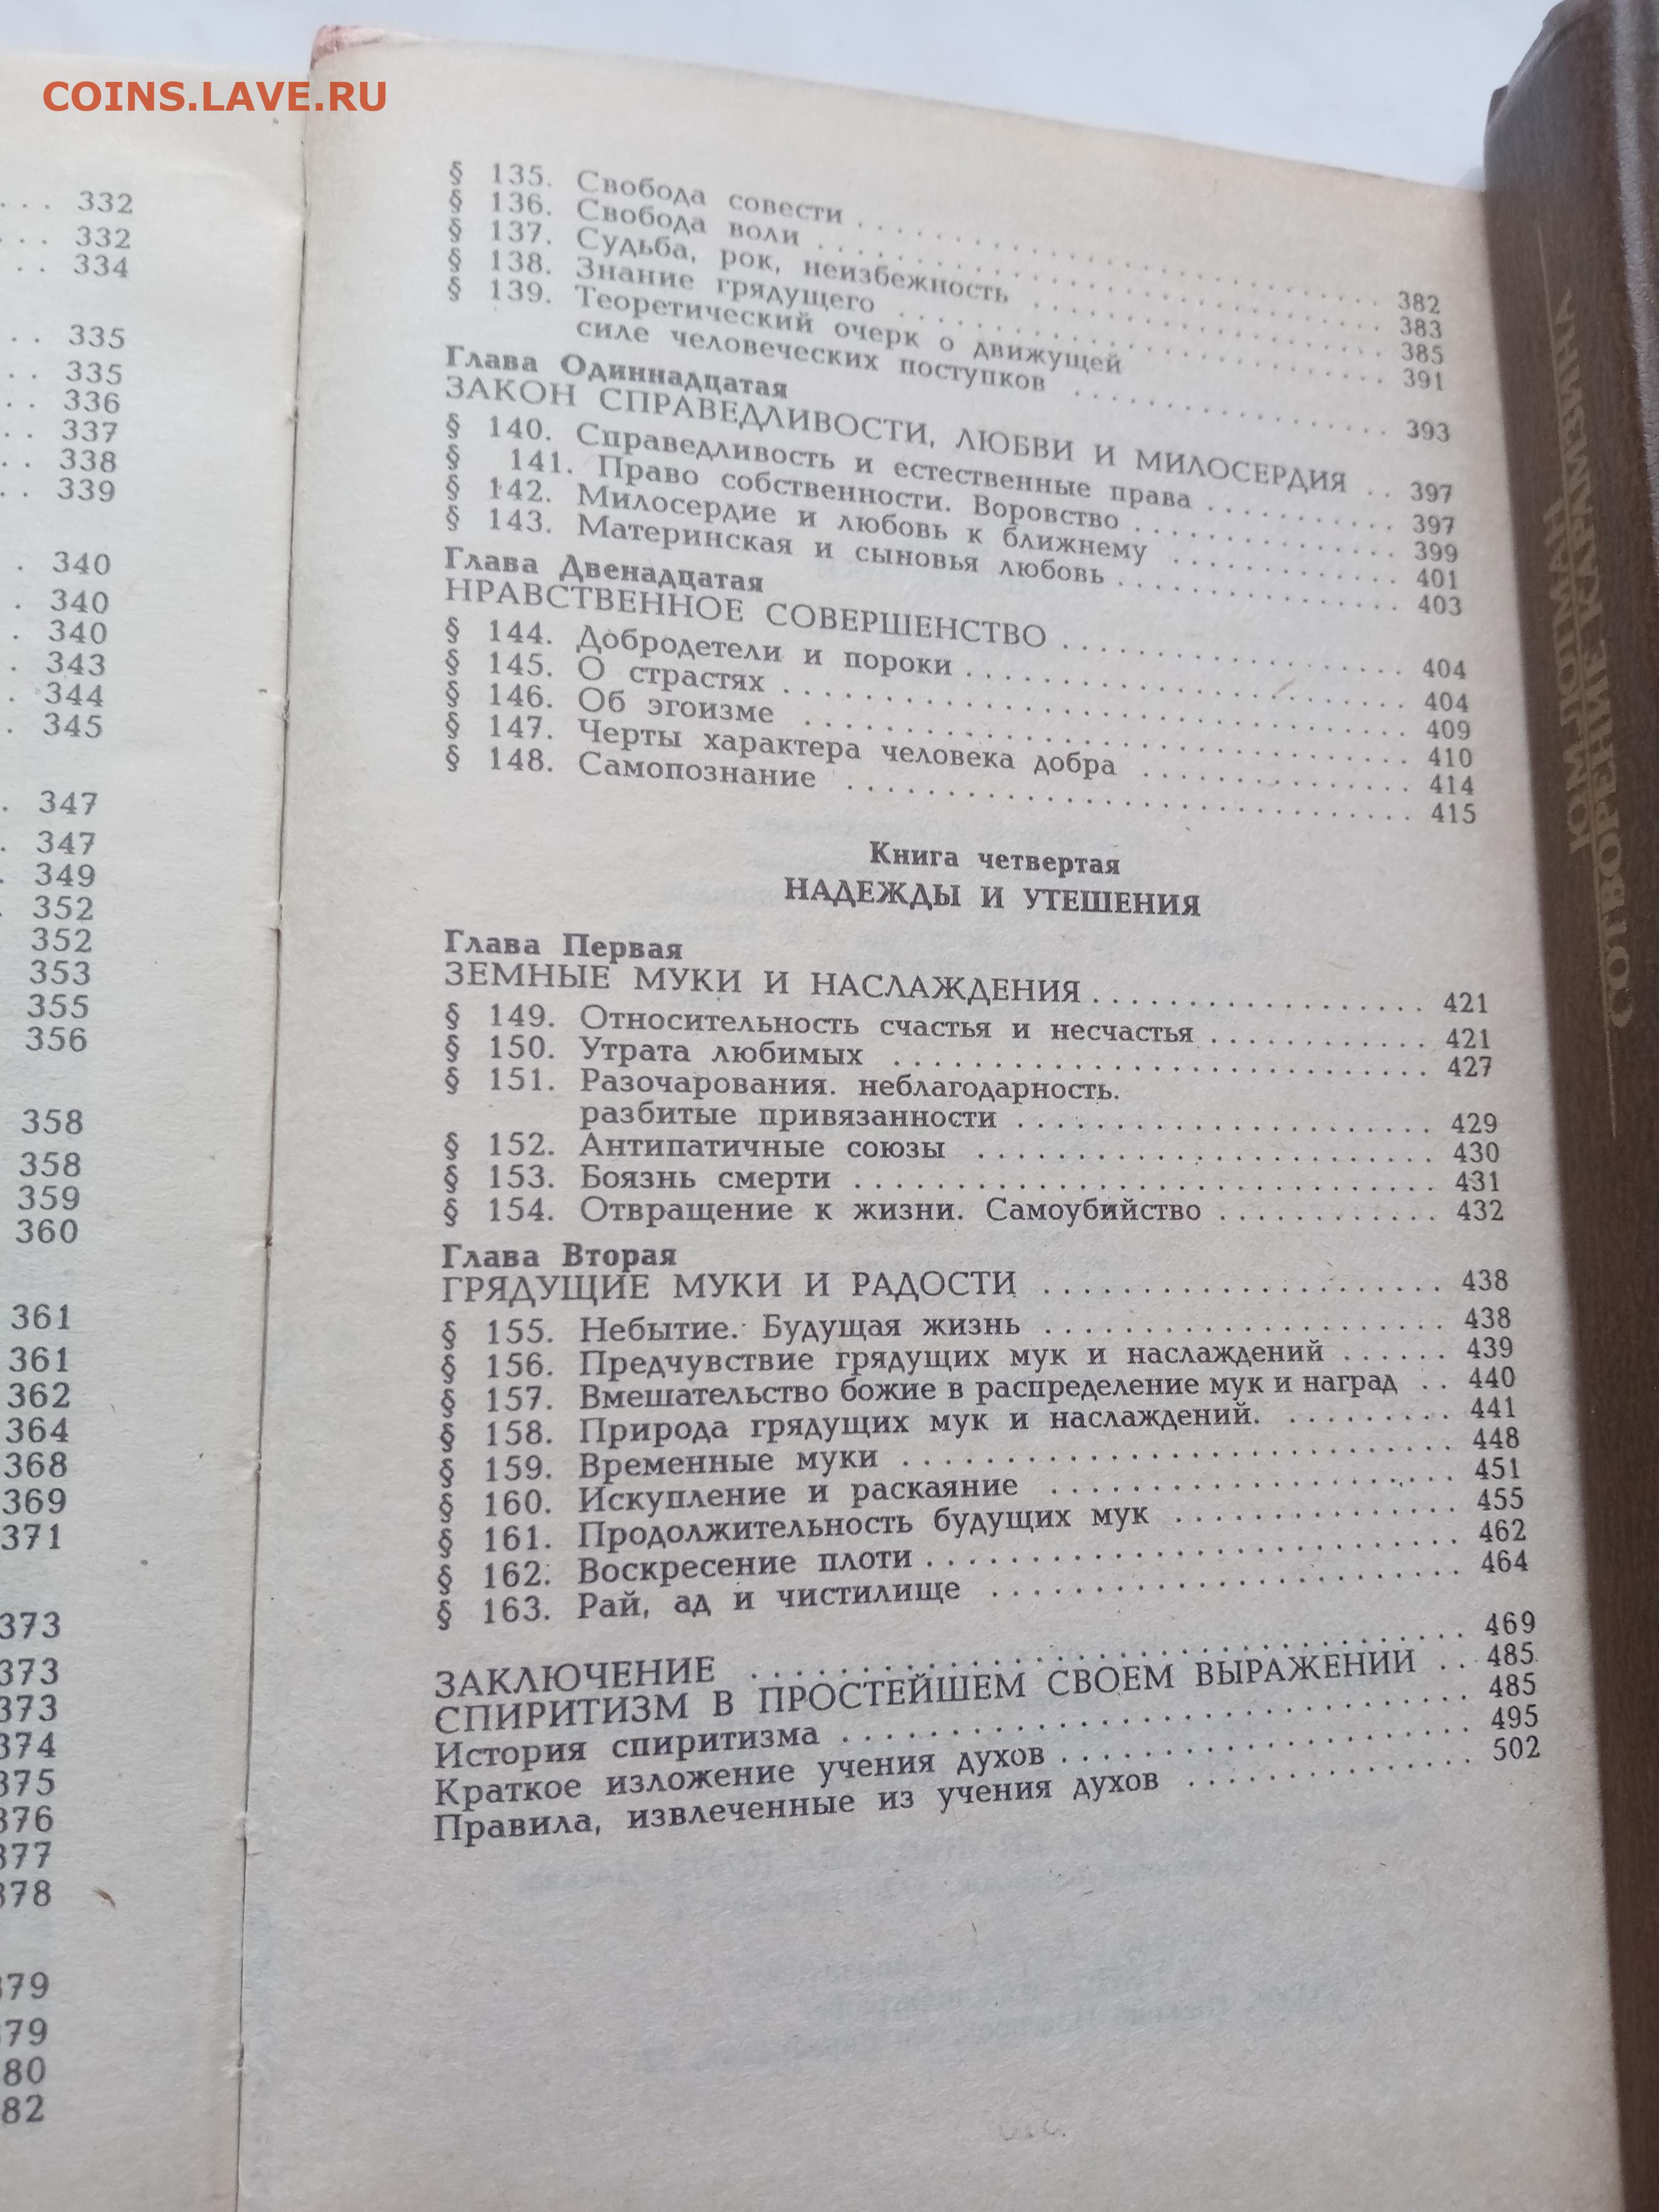 COINS.LAVE.RU
. . . 332
. . . 332
. . 334
. . 335
. . 335
. . 336
. . 337
. . 338
. . 339
. 340
. 340
. 340
. 343
. 344
. 345
. 347
. 347
. 349
. 352
352
353
355
356
358
358
359
360
361
361
362
364
368
369
371
373
373
373
374
375
376
377
378
379
379
80
82
§ 135. Свобода совести . . . . . . . . . . . . . . . . . . . . 382
§ 136. Свобода воли . . . . . . . . . . . . . . . . . . . . 383
§ 137. Судьба, рок, неизбежность . . . . . . . . . . . . . . 385
§ 138. Знание грядущего . . . . . . . . . . . . . . . . . . 391
§ 139. Теоретический очерк о движущей
силе человеческих поступков . . . . . . . . . . . . . 393
Глава Одиннадцатая
ЗАКОН СПРАВЕДЛИВОСТИ, ЛЮБВИ И МИЛОСЕРДИЯ . . 397
§ 140. Справедливость и естественные права . . . . . . . . 397
§ 141. Право собственности. Воровство . . . . . . . . . . 399
§ 142. Милосердие и любовь к ближнему . . . . . . . . . 401
§ 143. Материнская и сыновья любовь . . . . . . . . . . . 403
Глава Двенадцатая
НРАВСТВЕННОЕ СОВЕРШЕНСТВО . . . . . . . . . . . . . 404
§ 144. Добродетели и пороки . . . . . . . . . . . . . . . . 404
§ 145. О страстях . . . . . . . . . . . . . . . . . . . . . . 409
§ 146. Об эгоизме . . . . . . . . . . . . . . . . . . . . . . 410
§ 147. Черты характера человека добра . . . . . . . . . . 414
§ 148. Самопознание . . . . . . . . . . . . . . . . . . . . . 415
Книга четвертая
НАДЕЖДЫ И УТЕШЕНИЯ
Глава Первая
ЗЕМНЫЕ МУКИ И НАСЛАЖДЕНИЯ . . . . . . . . . . . . . 421
§ 149. Относительность счастья и несчастья . . . . . . . . 421
§ 150. Утрата любимых . . . . . . . . . . . . . . . . . . . . 427
§ 151. Разочарования. неблагодарность.
разбитые привязанности . . . . . . . . . . . . . . . . 429
§ 152. Антипатичные союзы . . . . . . . . . . . . . . . . . 430
§ 153. Боязнь смерти . . . . . . . . . . . . . . . . . . . . . 431
§ 154. Отвращение к жизни. Самоубийство . . . . . . . . . 432
Глава Вторая
ГРЯДУЩИЕ МУКИ И РАДОСТИ . . . . . . . . . . . . . . . 438
§ 155. Небытие. Будущая жизнь . . . . . . . . . . . . . . . 438
§ 156. Предчувствие грядущих мук и наслаждений . . . . . . 439
§ 157. Вмешательство божие в распределение мук и наград . . 440
§ 158. Природа грядущих мук и наслаждений. . . . . . . . 441
§ 159. Временные муки . . . . . . . . . . . . . . . . . . . . 448
§ 160. Искупление и раскаяние . . . . . . . . . . . . . . . 451
§ 161. Продолжительность будущих мук . . . . . . . . . . . 455
§ 162. Воскресение плоти . . . . . . . . . . . . . . . . . . . 462
§ 163. Рай, ад и чистилище . . . . . . . . . . . . . . . . . . 464
ЗАКЛЮЧЕНИЕ . . . . . . . . . . . . . . . . . . . . . . . . 469
СПИРИТИЗМ В ПРОСТЕЙШЕМ СВОЕМ ВЫРАЖЕНИИ . . 485
История спиритизма . . . . . . . . . . . . . . . . . . . . . 485
Краткое изложение учения духов . . . . . . . . . . . . . . 495
Правила, извлеченные из учения духов . . . . . . . . . . . 502